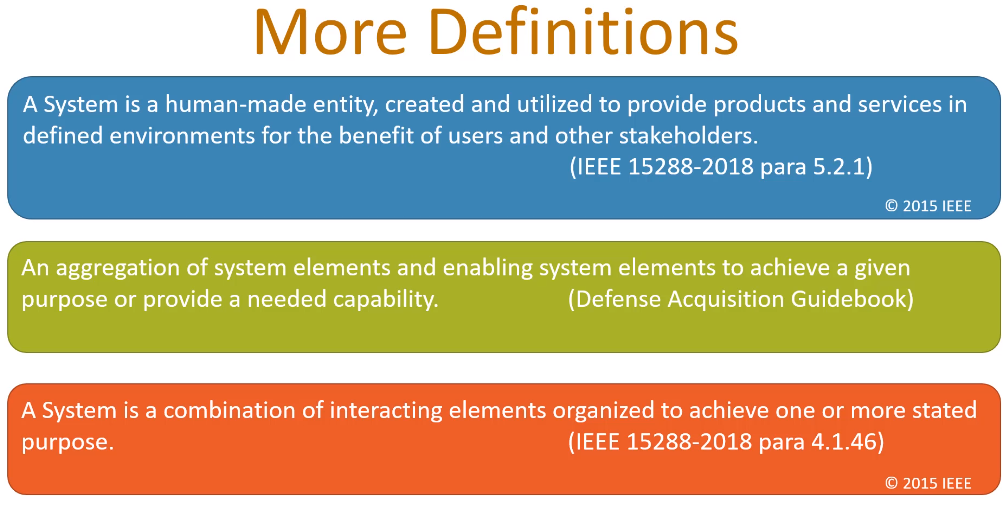 More Definitions
A System is a human-made entity, created and utilized to provide products and services in
defined environments for the benefit of users and other stakeholders.
(IEEE 15288-2018 para 5.2.1)
© 2015 IEEE
An aggregation of system elements and enabling system elements to achieve a given
purpose or provide a needed capability. (Defense Acquisition Guidebook)
A System is a combination of interacting elements organized to achieve one or more stated
purpose. (IEEE 15288-2018 para 4.1.46)
© 2015 IEEE